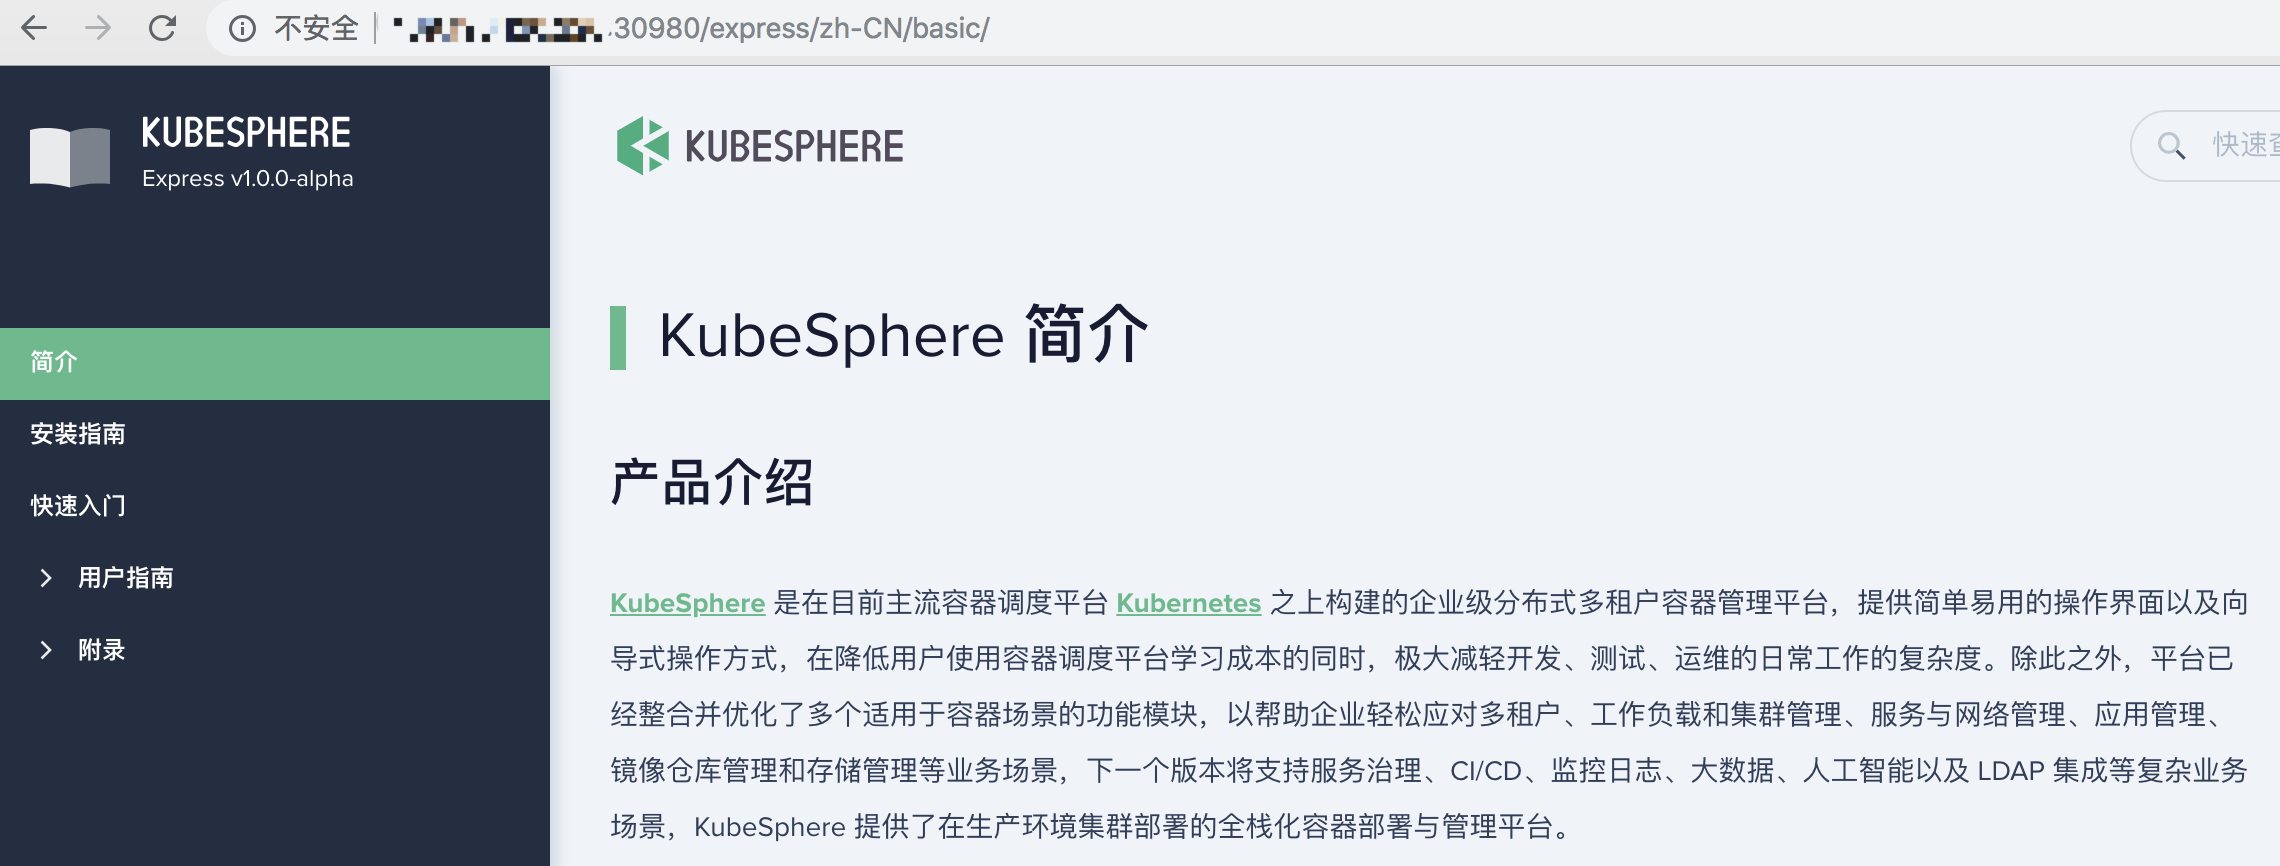 不安全
:30980/express/zh-CN/basic/
KUBESPHERE
Express v1.0.0-alpha
KUBESPHERE
快速
简介
安装指南
快速入门
用户指南
附录
KubeSphere 简介
产品介绍
KubeSphere 是在目前主流容器调度平台 Kubernetes 之上构建的企业级分布式多租户容器管理平台，提供简单易用的操作界面以及向
导式操作方式，在降低用户使用容器调度平台学习成本的同时，极大减轻开发、测试、运维的日常工作的复杂度。除此之外，平台已
经整合并优化了多个适用于容器场景的功能模块，以帮助企业轻松应对多租户、工作负载和集群管理、服务与网络管理、应用管理、
镜像仓库管理和存储管理等业务场景，下一个版本将支持服务治理、CI/CD、监控日志、大数据、人工智能以及 LDAP 集成等复杂业务
场景，KubeSphere 提供了在生产环境集群部署的全栈化容器部署与管理平台。